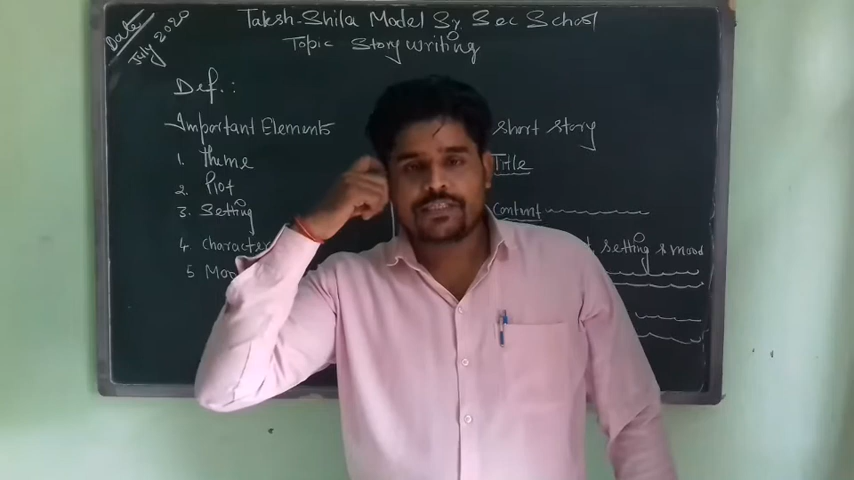 Date
July 2020
Taksh-Shila Model Sr Sec School
Topic Story writing
Def.:
Important Elements
1. theme
2. Plot
3. Setting
4. Character
5 Moo
short story
Title
Content
setting & mood